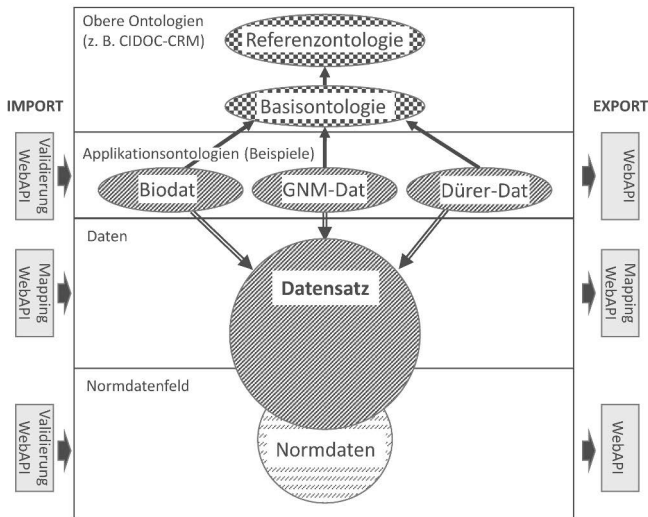 Obere Ontologien
(z. B. CIDOC-CRM)
Referenzontologie
Basisontologie
IMPORT
EXPORT
Validierung
WebAPI
Applikationsontologien (Beispiele)
WebAPI
Biodat
GNM-Dat
Dürer-Dat
Daten
Mapping
WebAPI
Datensatz
Mapping
WebAPI
Normdatenfeld
Validierung
WebAPI
Normdaten
WebAPI